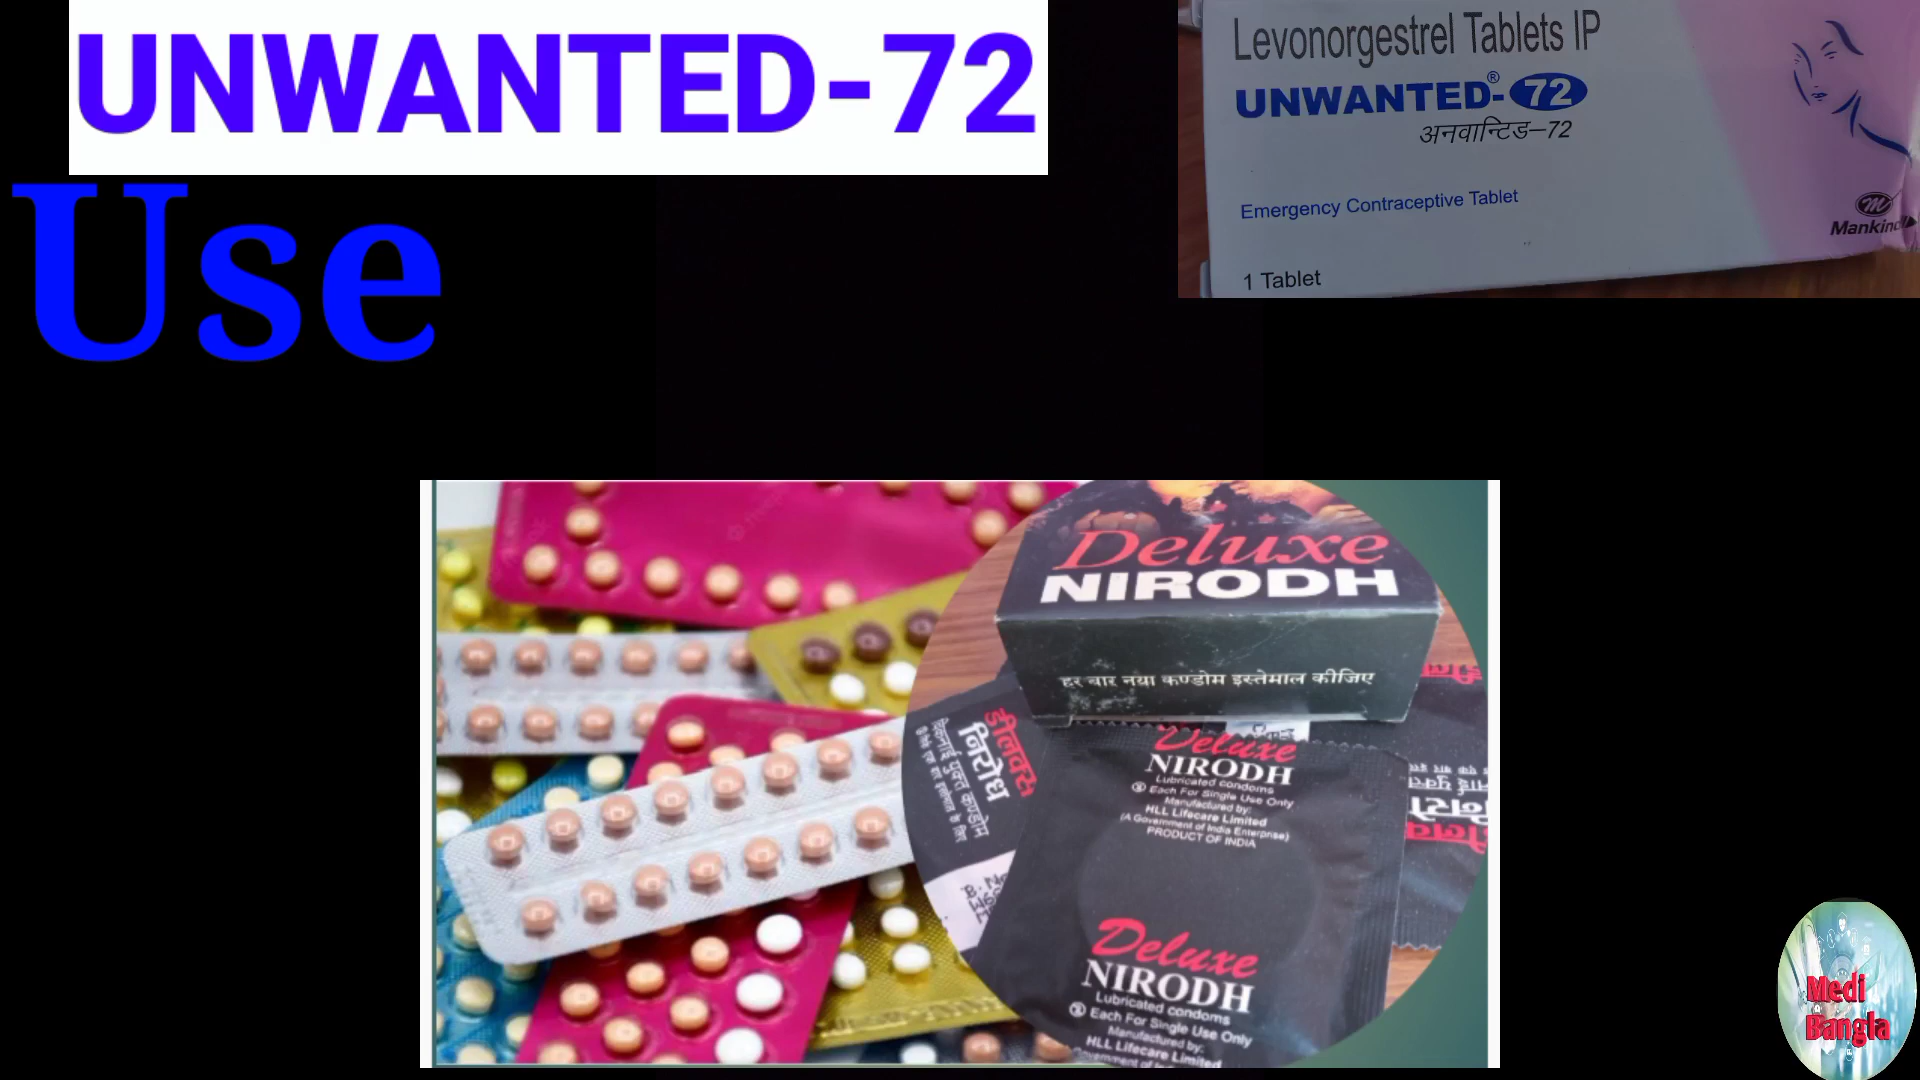 UNWANTED-72
Use
Levonorgestrel Tablets IP
UNWANTED®-72
अनवान्टिड–72
Emergency Contraceptive Tablet
Mankind
1 Tablet
Deluxe
NIRODH
हर बार नया कण्डोम इस्तेमाल कीजिए
डीलक्स
निरोध
चिकनाई युक्त कण्डोम
Deluxe
NIRODH
Lubricated condoms
Each For Single Use Only
Manufactured by:
HLL Lifecare Limited
(A Government of India Enterprise)
PRODUCT OF INDIA
B. No
Deluxe
NIRODH
Lubricated condoms
Each For Single Use Only
Manufactured by:
HLL Lifecare Limited
Medi
Bangla